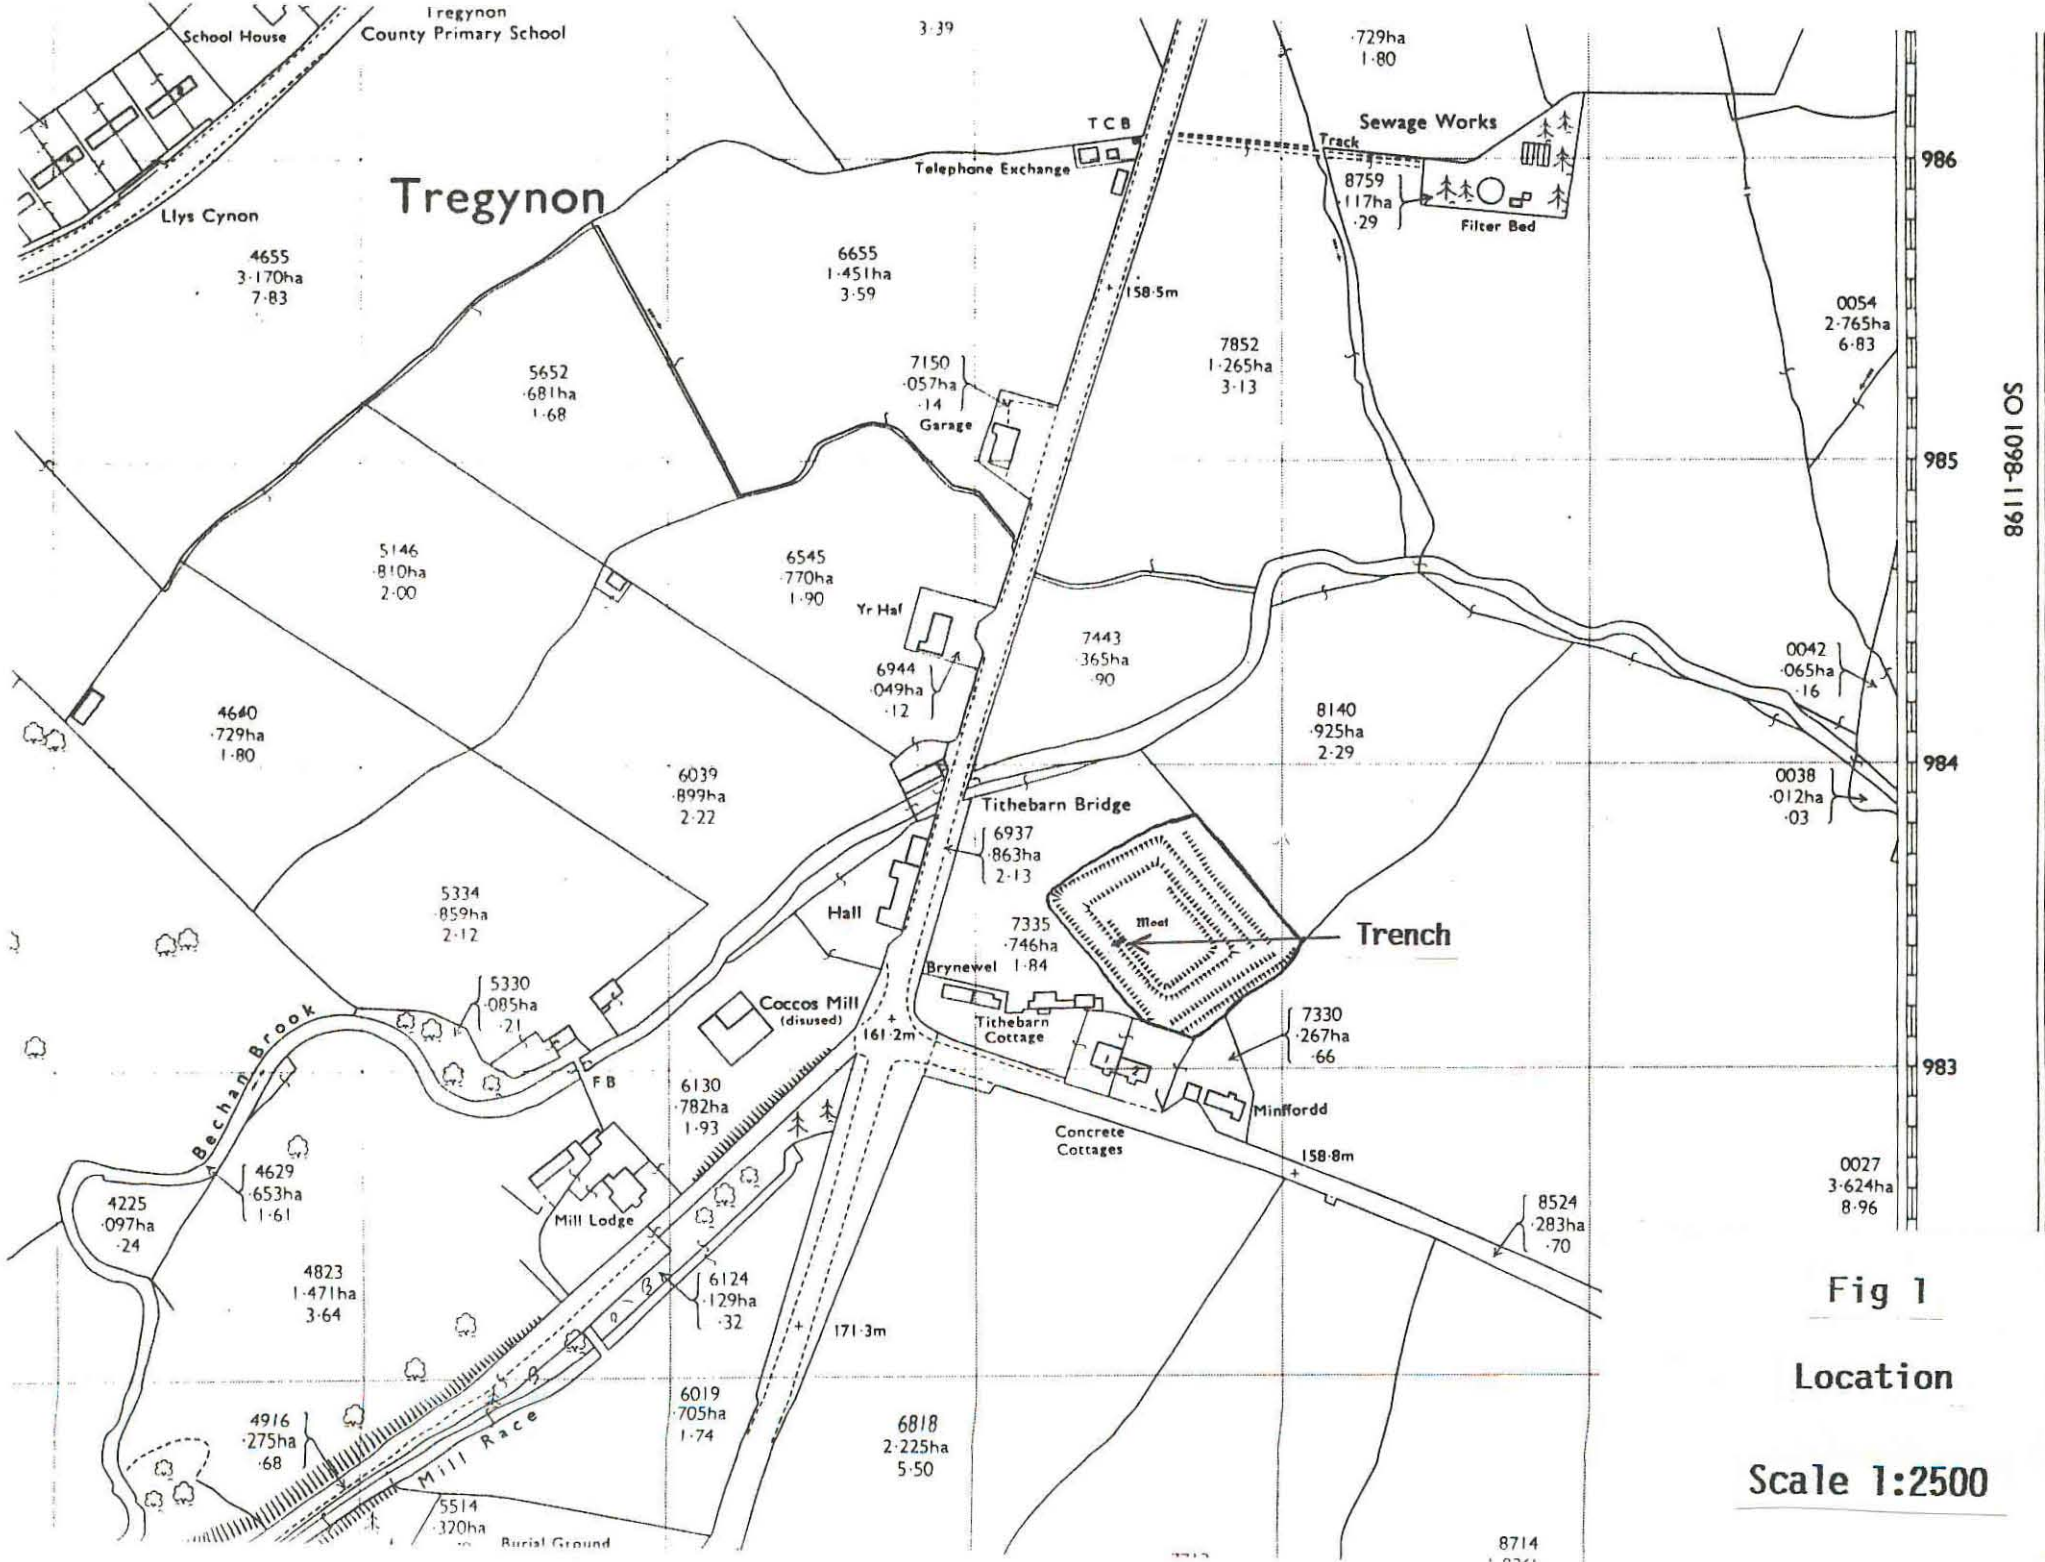 Tregynon
County Primary School
School House
Llys Cynon
Tregynon
4655
3·170ha
7·83
3·39
·729ha
1·80
T C B
Telephone Exchange
Track
Sewage Works
8759
·117ha
·29
Filter Bed
986
6655
1·451ha
3·59
158·5m
5652
·681ha
1·68
7150
·057ha
·14
Garage
7852
1·265ha
3·13
0054
2·765ha
6·83
SO 1098-1198
985
5146
·810ha
2·00
6545
·770ha
1·90
Yr Haf
6944
·049ha
·12
7443
·365ha
·90
0042
·065ha
·16
4640
·729ha
1·80
6039
·899ha
2·22
8140
·925ha
2·29
984
0038
·012ha
·03
Tithebarn Bridge
6937
·863ha
2·13
5334
·859ha
2·12
Hall
7335
·746ha
1·84
Moat
Trench
Brynewel
5330
·085ha
·21
Coccos Mill
(disused)
161·2m
Tithebarn
Cottage
7330
·267ha
·66
983
Bechan Brook
F B
6130
·782ha
1·93
1
2
Minffordd
Concrete
Cottages
158·8m
4629
·653ha
1·61
4225
·097ha
·24
Mill Lodge
0027
3·624ha
8·96
8524
·283ha
·70
4823
1·471ha
3·64
6124
·129ha
·32
171·3m
Fig 1
Location
Scale 1:2500
6019
·705ha
1·74
6818
2·225ha
5·50
4916
·275ha
·68
Mill Race
5514
·320ha
Burial Ground
8714